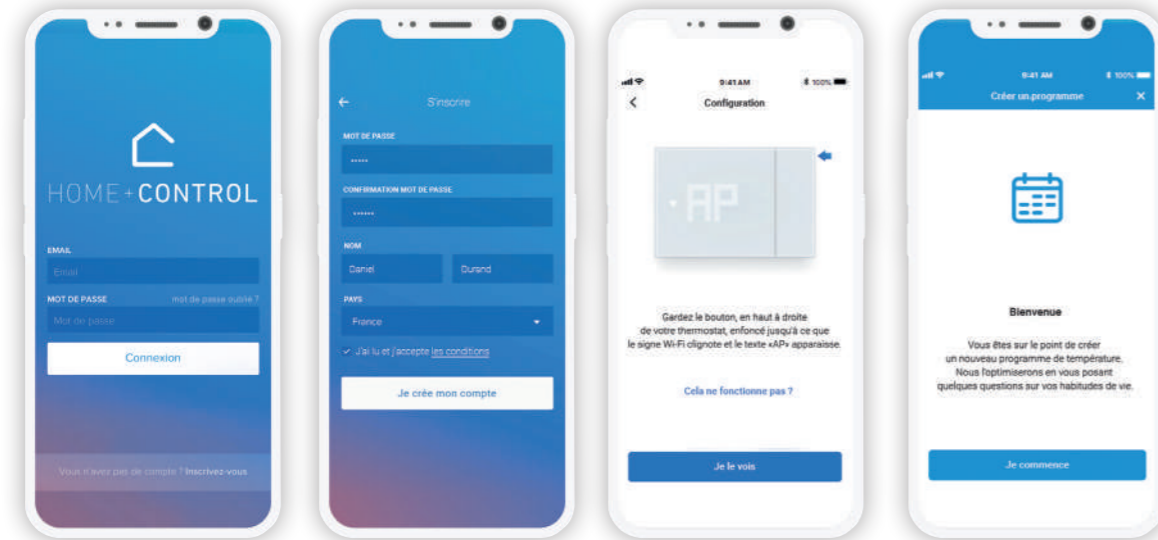 HOME+CONTROL
EMAIL
Email
MOT DE PASSE mot de passe oublié ?
Mot de passe
Connexion
Vous n'avez pas de compte ? Inscrivez-vous
S'inscrire
MOT DE PASSE
•••••
CONFIRMATION MOT DE PASSE
••••••
NOM
Daniel Durand
PAYS
France
J'ai lu et j'accepte les conditions
Je crée mon compte
9:41 AM 100%
Configuration
AP
Gardez le bouton, en haut à droite
de votre thermostat, enfoncé jusqu'à ce que
le signe Wi-Fi clignote et le texte «AP» apparaisse.
Cela ne fonctionne pas ?
Je le vois
9:41 AM 100%
Créer un programme
Bienvenue
Vous êtes sur le point de créer
un nouveau programme de température.
Nous l'optimiserons en vous posant
quelques questions sur vos habitudes de vie.
Je commence